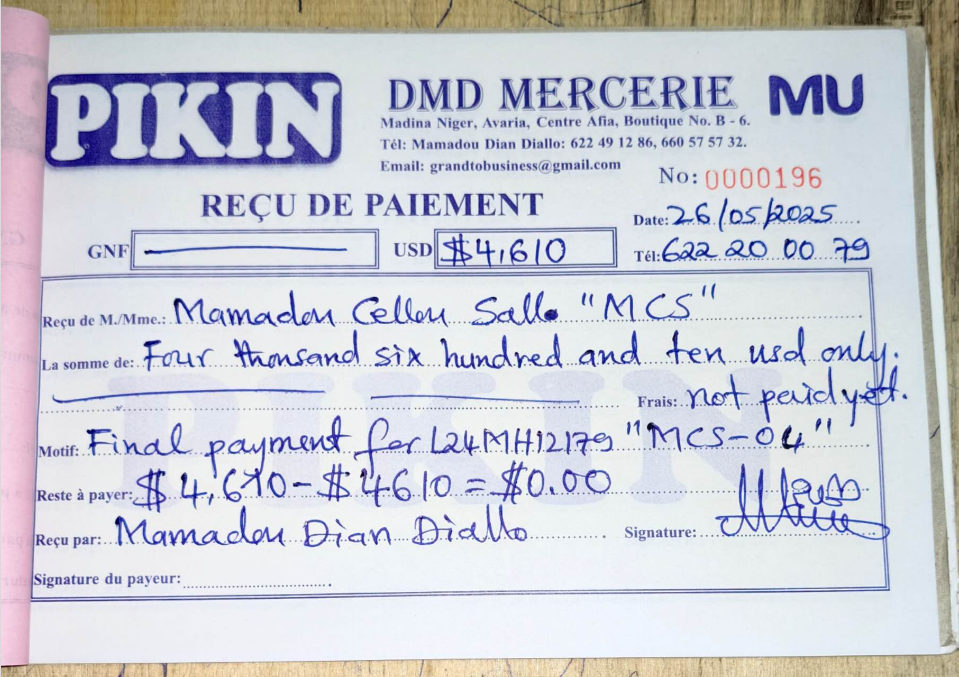 PIKIN
DMD MERCERIE
MU
Madina Niger, Avaria, Centre Afia, Boutique No. B - 6.
Tél: Mamadou Dian Diallo: 622 49 12 86, 660 57 57 32.
Email: grandtobusiness@gmail.com
No: 0000196
REÇU DE PAIEMENT
Date: 26/05/2025
GNF USD $4,610
Tél: 622 20 00 79
Reçu de M./Mme.: Mamadou Cellou Sallo "MCS"
La somme de: Four thousand six hundred and ten usd only.
Frais: not paid yet.
Motif: Final payment for L24MH12179 "MCS-04"
Reste à payer: $4,610-$4610=$0.00
Reçu par: Mamadou Dian Diallo Signature:
Signature du payeur:
PIKIN